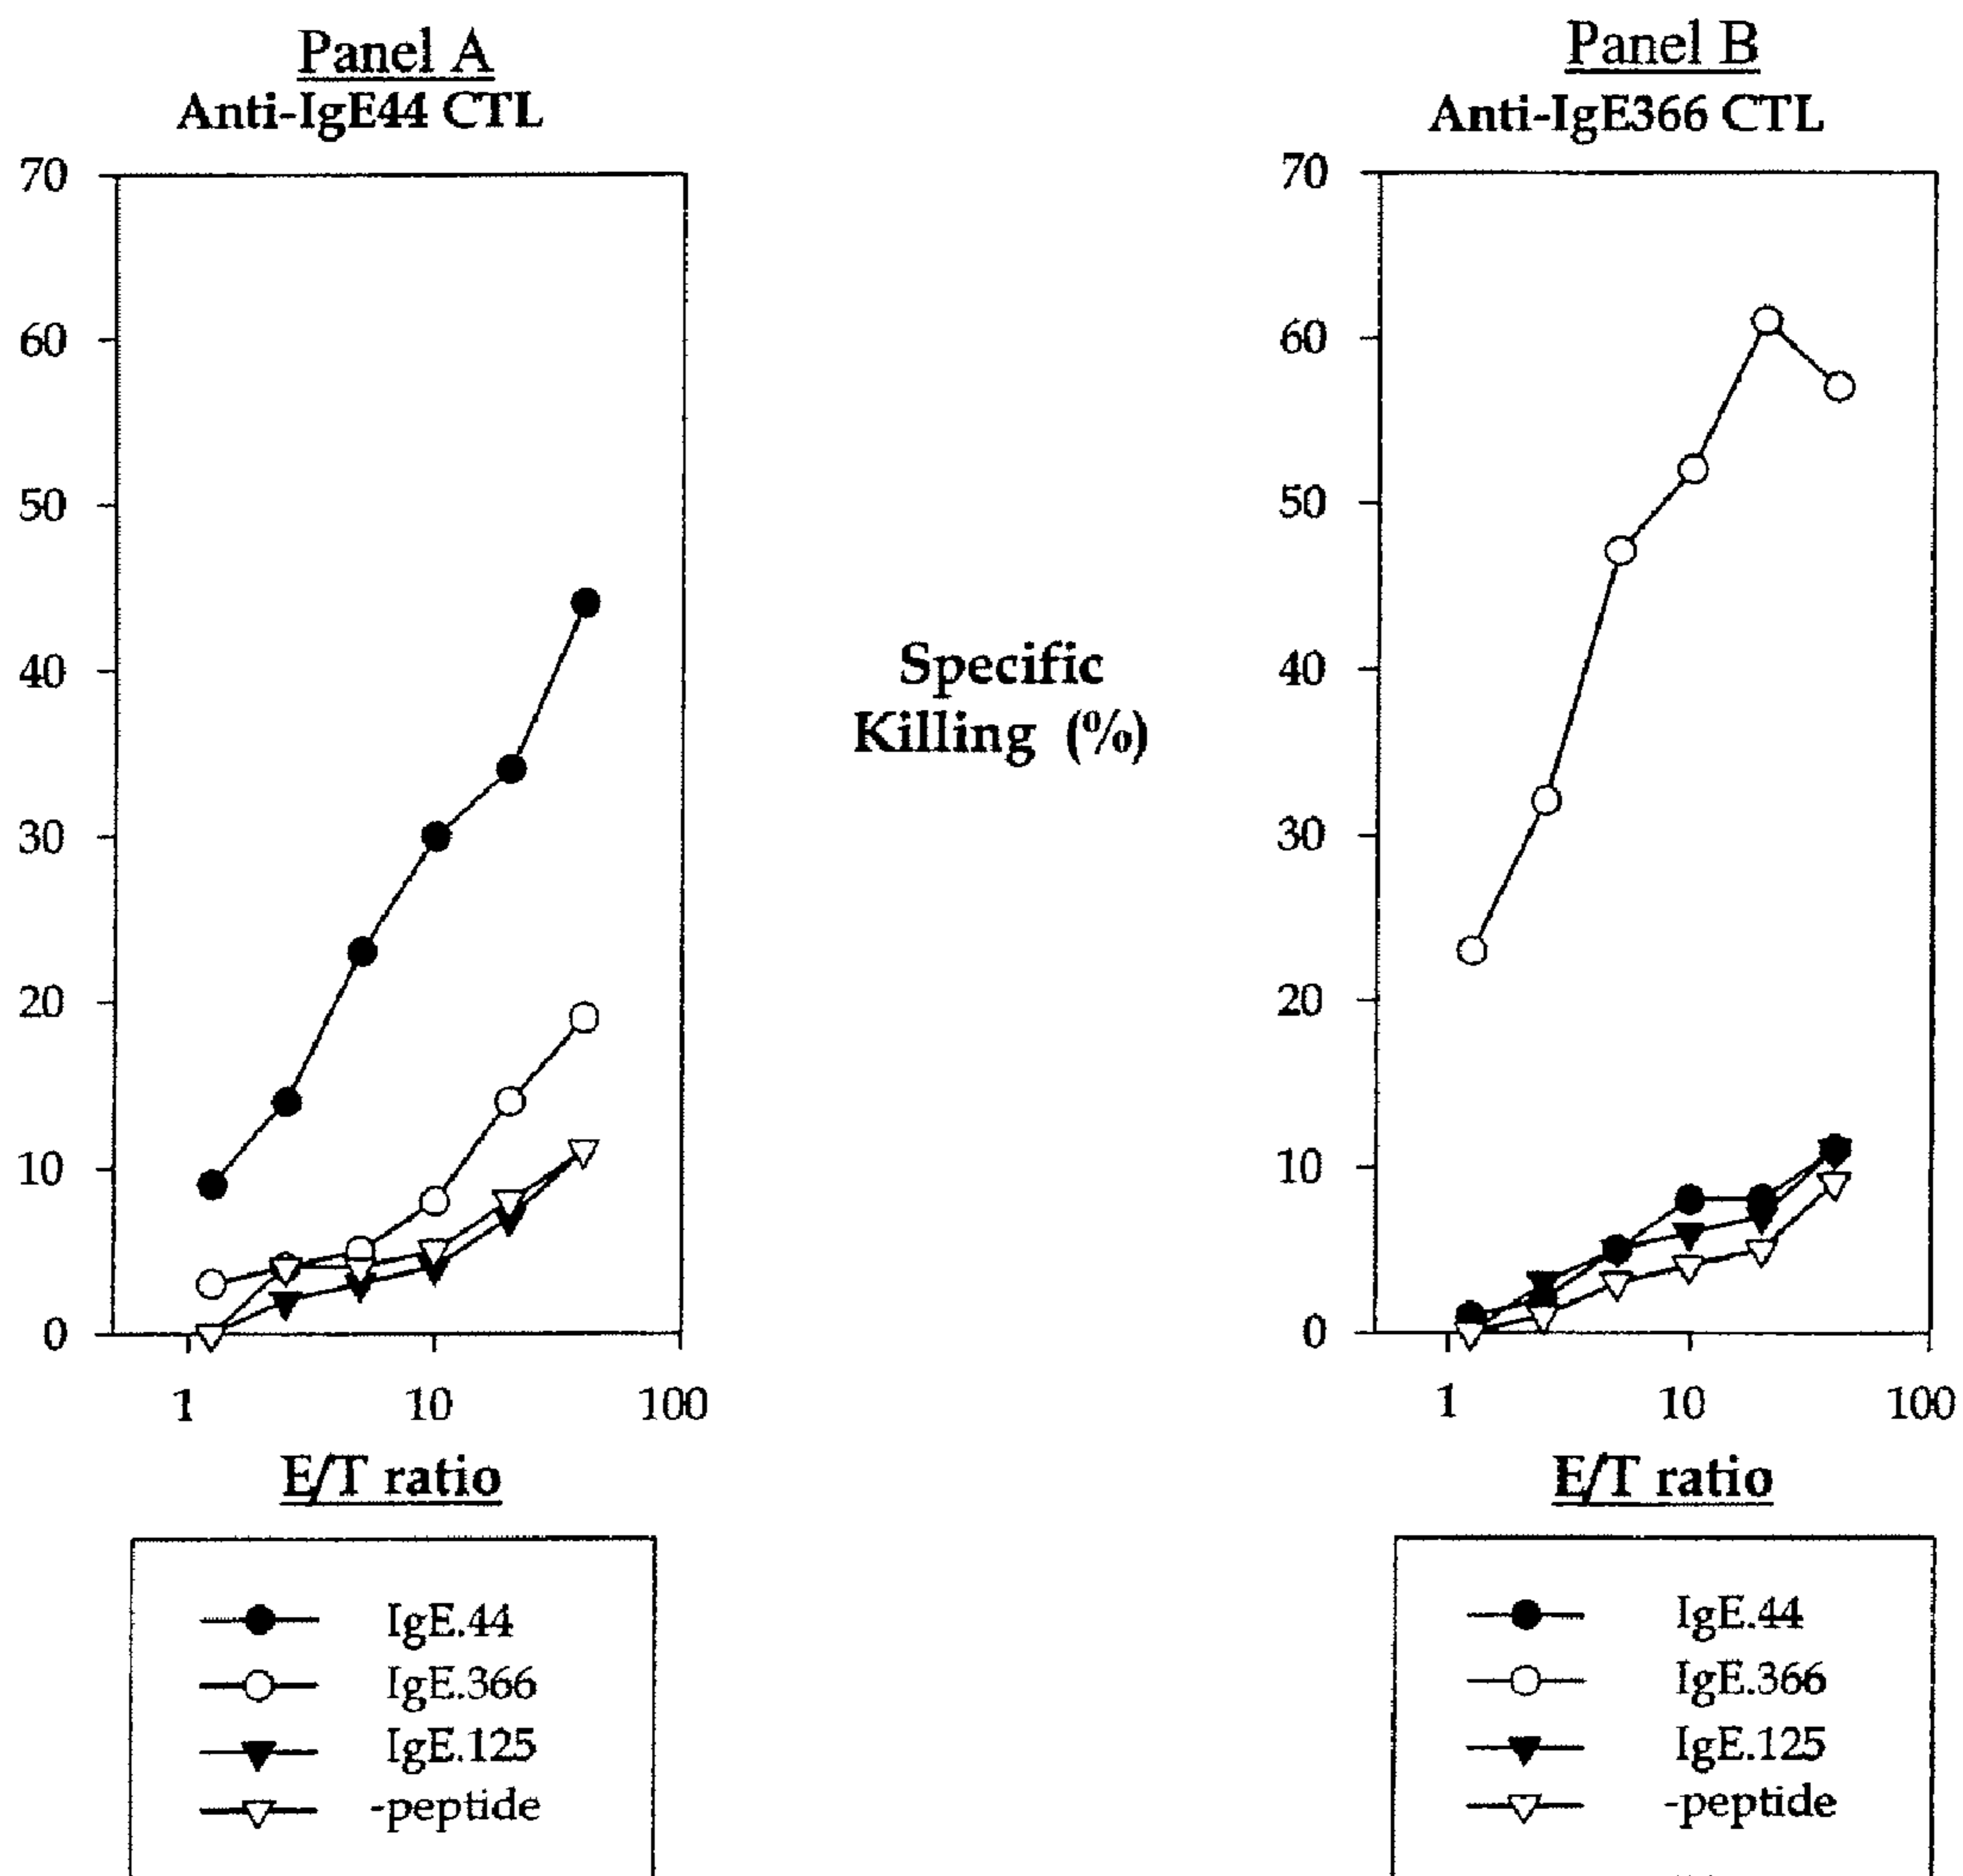 Panel A
Anti-IgE44 CTL
70
60
50
40
30
20
10
0
1 10 100
E/T ratio
IgE.44
IgE.366
IgE.125
-peptide
Specific
Killing (%)
Panel B
Anti-IgE366 CTL
70
60
50
40
30
20
10
0
1 10 100
E/T ratio
IgE.44
IgE.366
IgE.125
-peptide